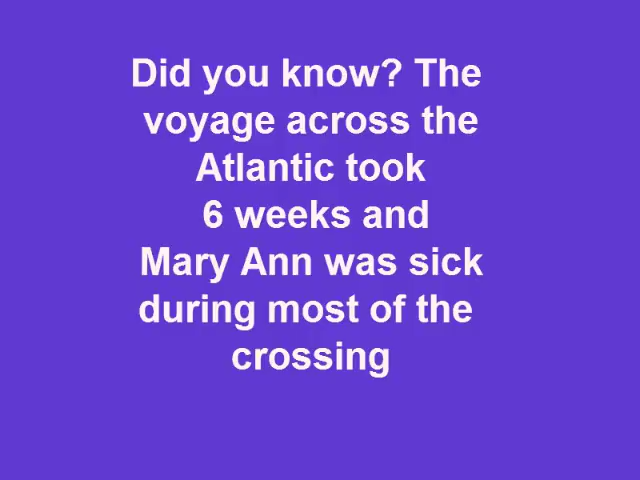 Did you know? The
voyage across the
Atlantic took
6 weeks and
Mary Ann was sick
during most of the
crossing